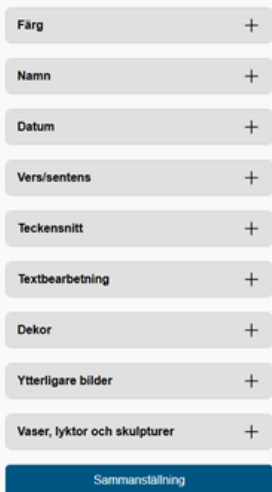 Färg
Namn
Datum
Vers/sentens
Teckensnitt
Textbearbetning
Dekor
Ytterligare bilder
Vaser, lyktor och skulpturer
Sammanställning